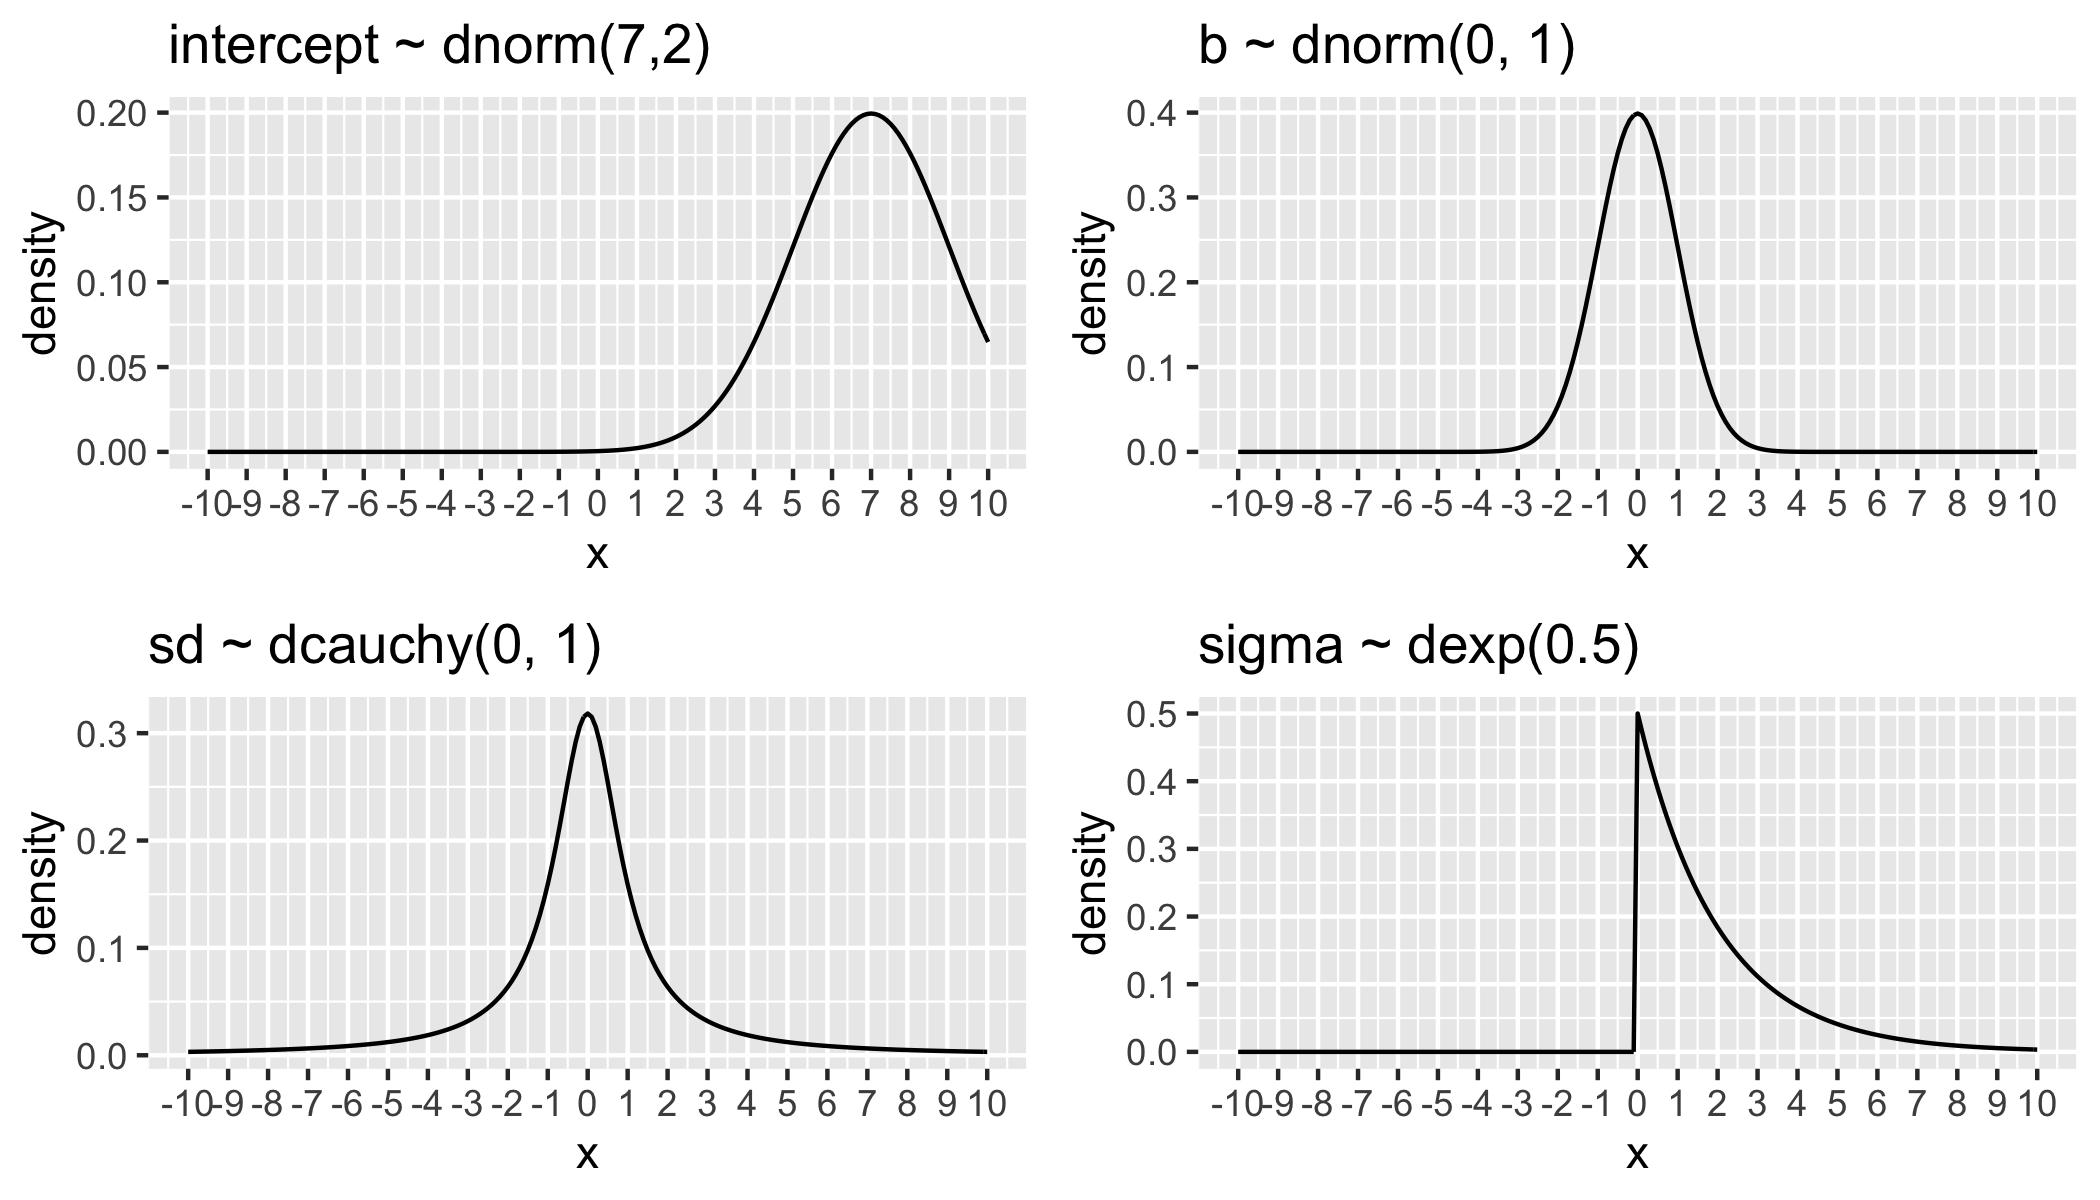 intercept ~ dnorm(7,2)
density
0.20
0.15
0.10
0.05
0.00
-10 -9 -8 -7 -6 -5 -4 -3 -2 -1 0 1 2 3 4 5 6 7 8 9 10
x
b ~ dnorm(0, 1)
density
0.4
0.3
0.2
0.1
0.0
-10 -9 -8 -7 -6 -5 -4 -3 -2 -1 0 1 2 3 4 5 6 7 8 9 10
x
sd ~ dcauchy(0, 1)
density
0.3
0.2
0.1
0.0
-10 -9 -8 -7 -6 -5 -4 -3 -2 -1 0 1 2 3 4 5 6 7 8 9 10
x
sigma ~ dexp(0.5)
density
0.5
0.4
0.3
0.2
0.1
0.0
-10 -9 -8 -7 -6 -5 -4 -3 -2 -1 0 1 2 3 4 5 6 7 8 9 10
x